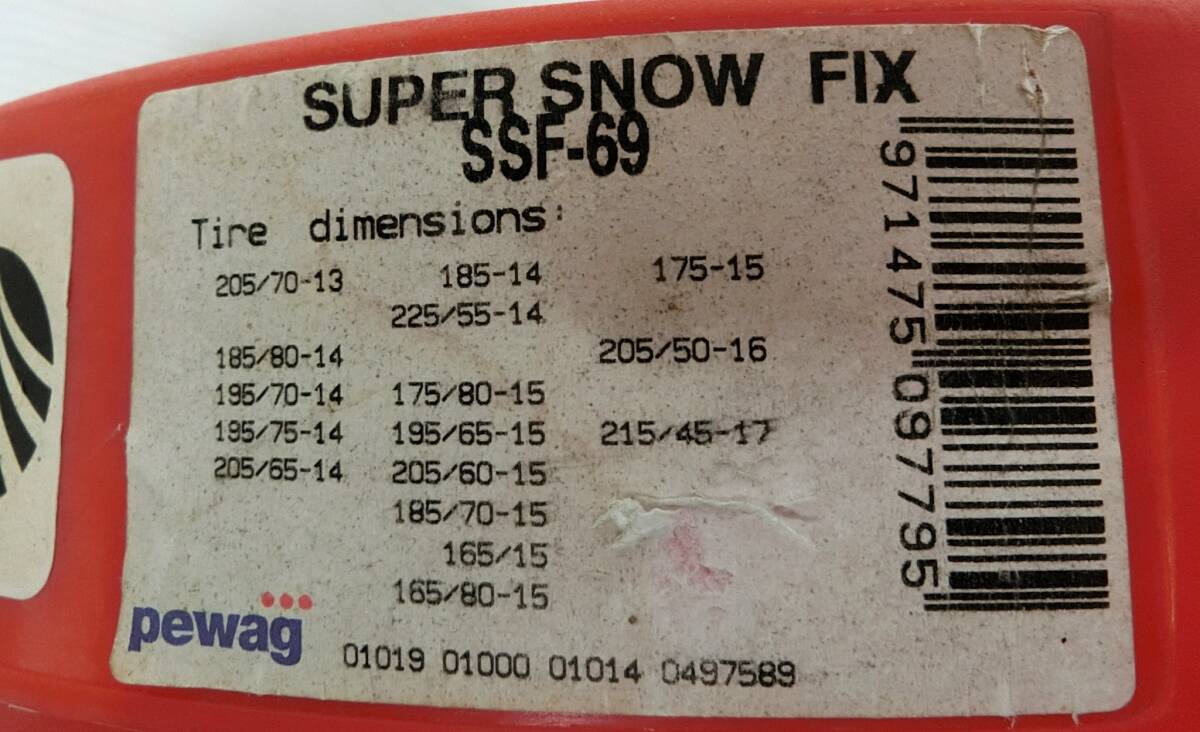 SUPER SNOW FIX
SSF-69
Tire dimensions:
205/70-13 185-14 175-15
225/55-14
185/80-14 205/50-16
195/70-14 175/80-15
195/75-14 195/65-15 215/45-17
205/65-14 205/60-15
185/70-15
165/15
165/80-15
pewag
01019 01000 01014 0497589
971475097795